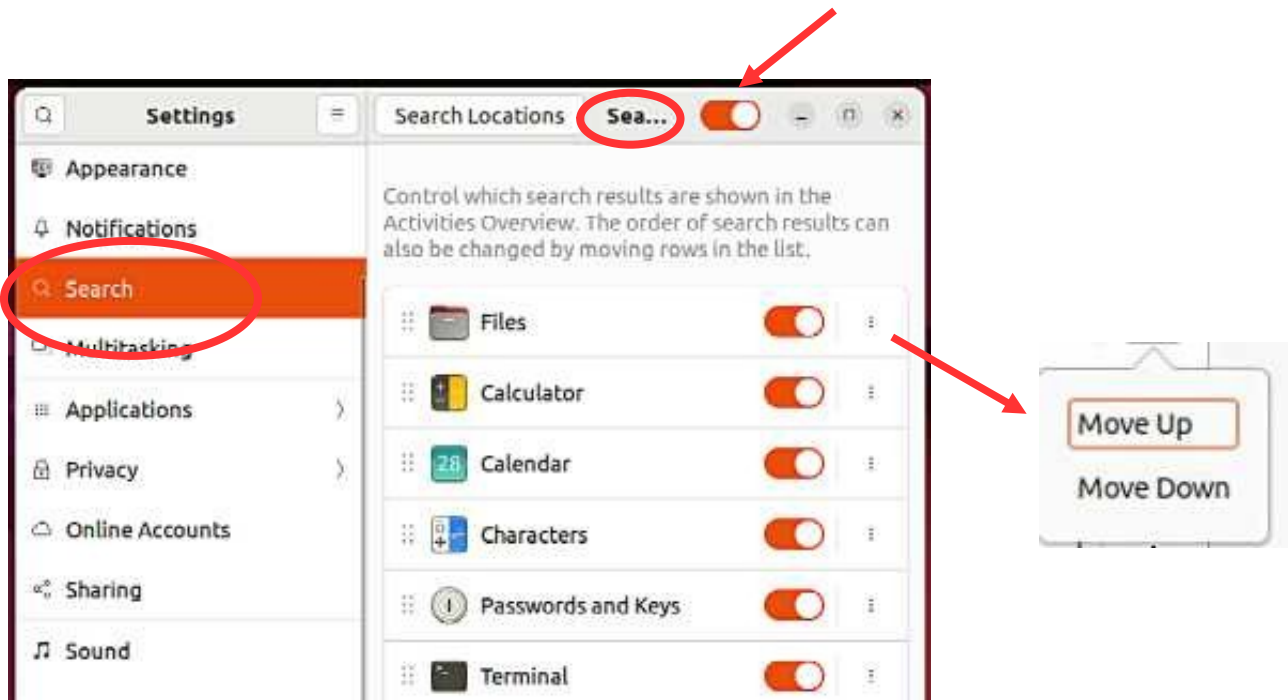 Settings
Search Locations
Sea...
Appearance
Notifications
Search
Multitasking
Applications
Privacy
Online Accounts
Sharing
Sound
Control which search results are shown in the
Activities Overview. The order of search results can
also be changed by moving rows in the list.
Files
Calculator
28
Calendar
Characters
Passwords and Keys
Terminal
Move Up
Move Down